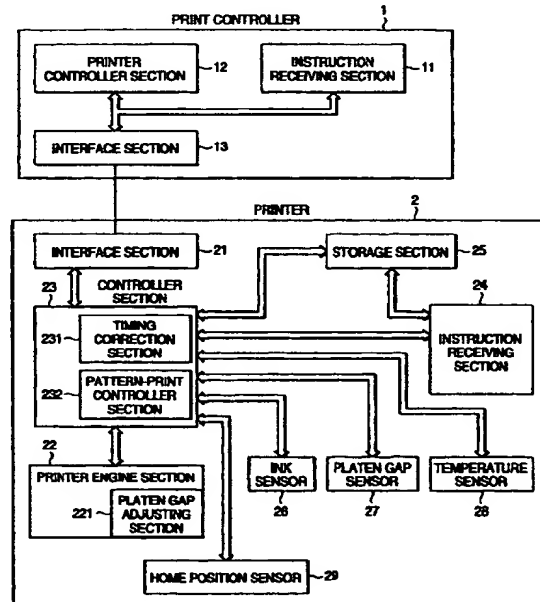 PRINT CONTROLLER
1
PRINTER
CONTROLLER
SECTION
12
INSTRUCTION
RECEIVING
SECTION
11
INTERFACE SECTION
13
PRINTER
2
INTERFACE SECTION
21
STORAGE SECTION
25
23
CONTROLLER
SECTION
24
231
TIMING
CORRECTION
SECTION
INSTRUCTION
RECEIVING
SECTION
232
PATTERN-PRINT
CONTROLLER
SECTION
22
PRINTER ENGINE SECTION
221
PLATEN GAP
ADJUSTING
SECTION
INK
SENSOR
26
PLATEN GAP
SENSOR
27
TEMPERATURE
SENSOR
28
HOME POSITION SENSOR
29